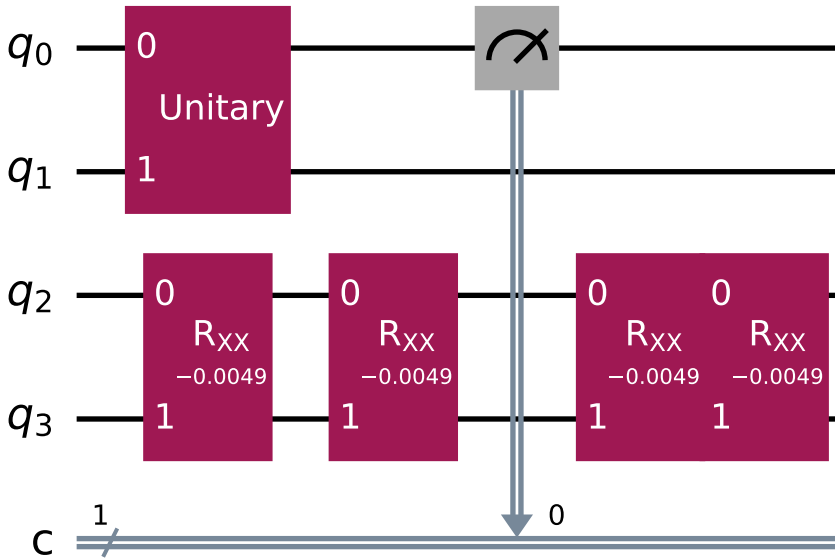 q0 0
Unitary
q1 1
q2 0 0 0 0
RXX RXX RXX RXX
−0.0049 −0.0049 −0.0049 −0.0049
q3 1 1 1 1
1 0
c